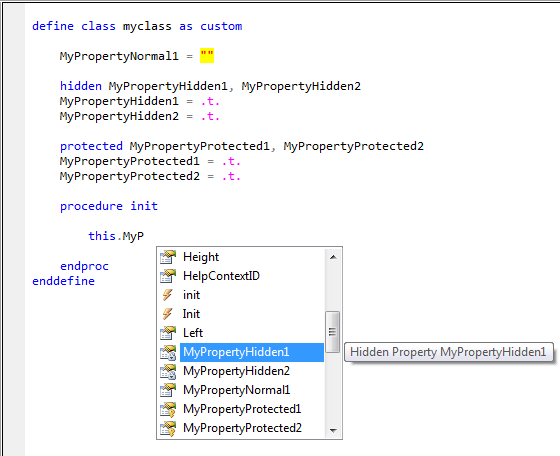 define class myclass as custom
MyPropertyNormal1 = ""
hidden MyPropertyHidden1, MyPropertyHidden2
MyPropertyHidden1 = .t.
MyPropertyHidden2 = .t.
protected MyPropertyProtected1, MyPropertyProtected2
MyPropertyProtected1 = .t.
MyPropertyProtected2 = .t.
procedure init
this.MyP
endproc
enddefine
Height
HelpContextID
init
Init
Left
MyPropertyHidden1
MyPropertyHidden2
MyPropertyNormal1
MyPropertyProtected1
MyPropertyProtected2
Hidden Property MyPropertyHidden1